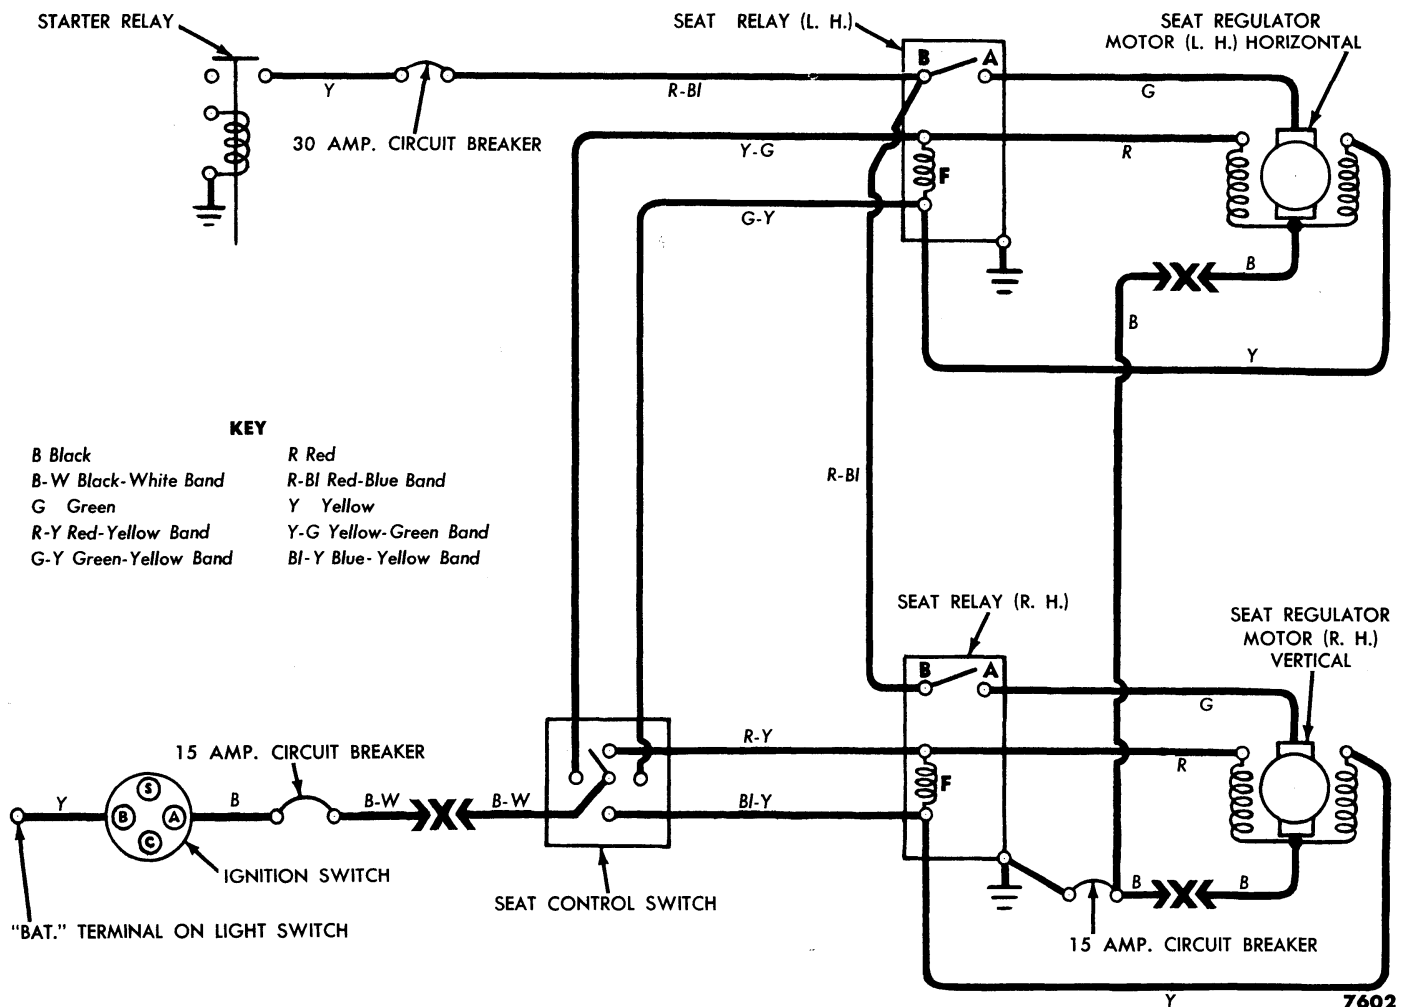 STARTER RELAY
SEAT RELAY (L. H.)
SEAT REGULATOR
MOTOR (L. H.) HORIZONTAL
B A
Y
R-Bl
G
30 AMP. CIRCUIT BREAKER
Y-G
R
F
G-Y
B
B
Y
KEY
B Black
B-W Black-White Band
G Green
R-Y Red-Yellow Band
G-Y Green-Yellow Band
R Red
R-Bl Red-Blue Band
Y Yellow
Y-G Yellow-Green Band
Bl-Y Blue-Yellow Band
R-Bl
SEAT RELAY (R. H.)
SEAT REGULATOR
MOTOR (R. H.)
VERTICAL
B A
G
15 AMP. CIRCUIT BREAKER
R-Y
R
F
Y
S
B
A
C
B
B-W
B-W
Bl-Y
IGNITION SWITCH
SEAT CONTROL SWITCH
B
B
"BAT." TERMINAL ON LIGHT SWITCH
15 AMP. CIRCUIT BREAKER
Y
7602